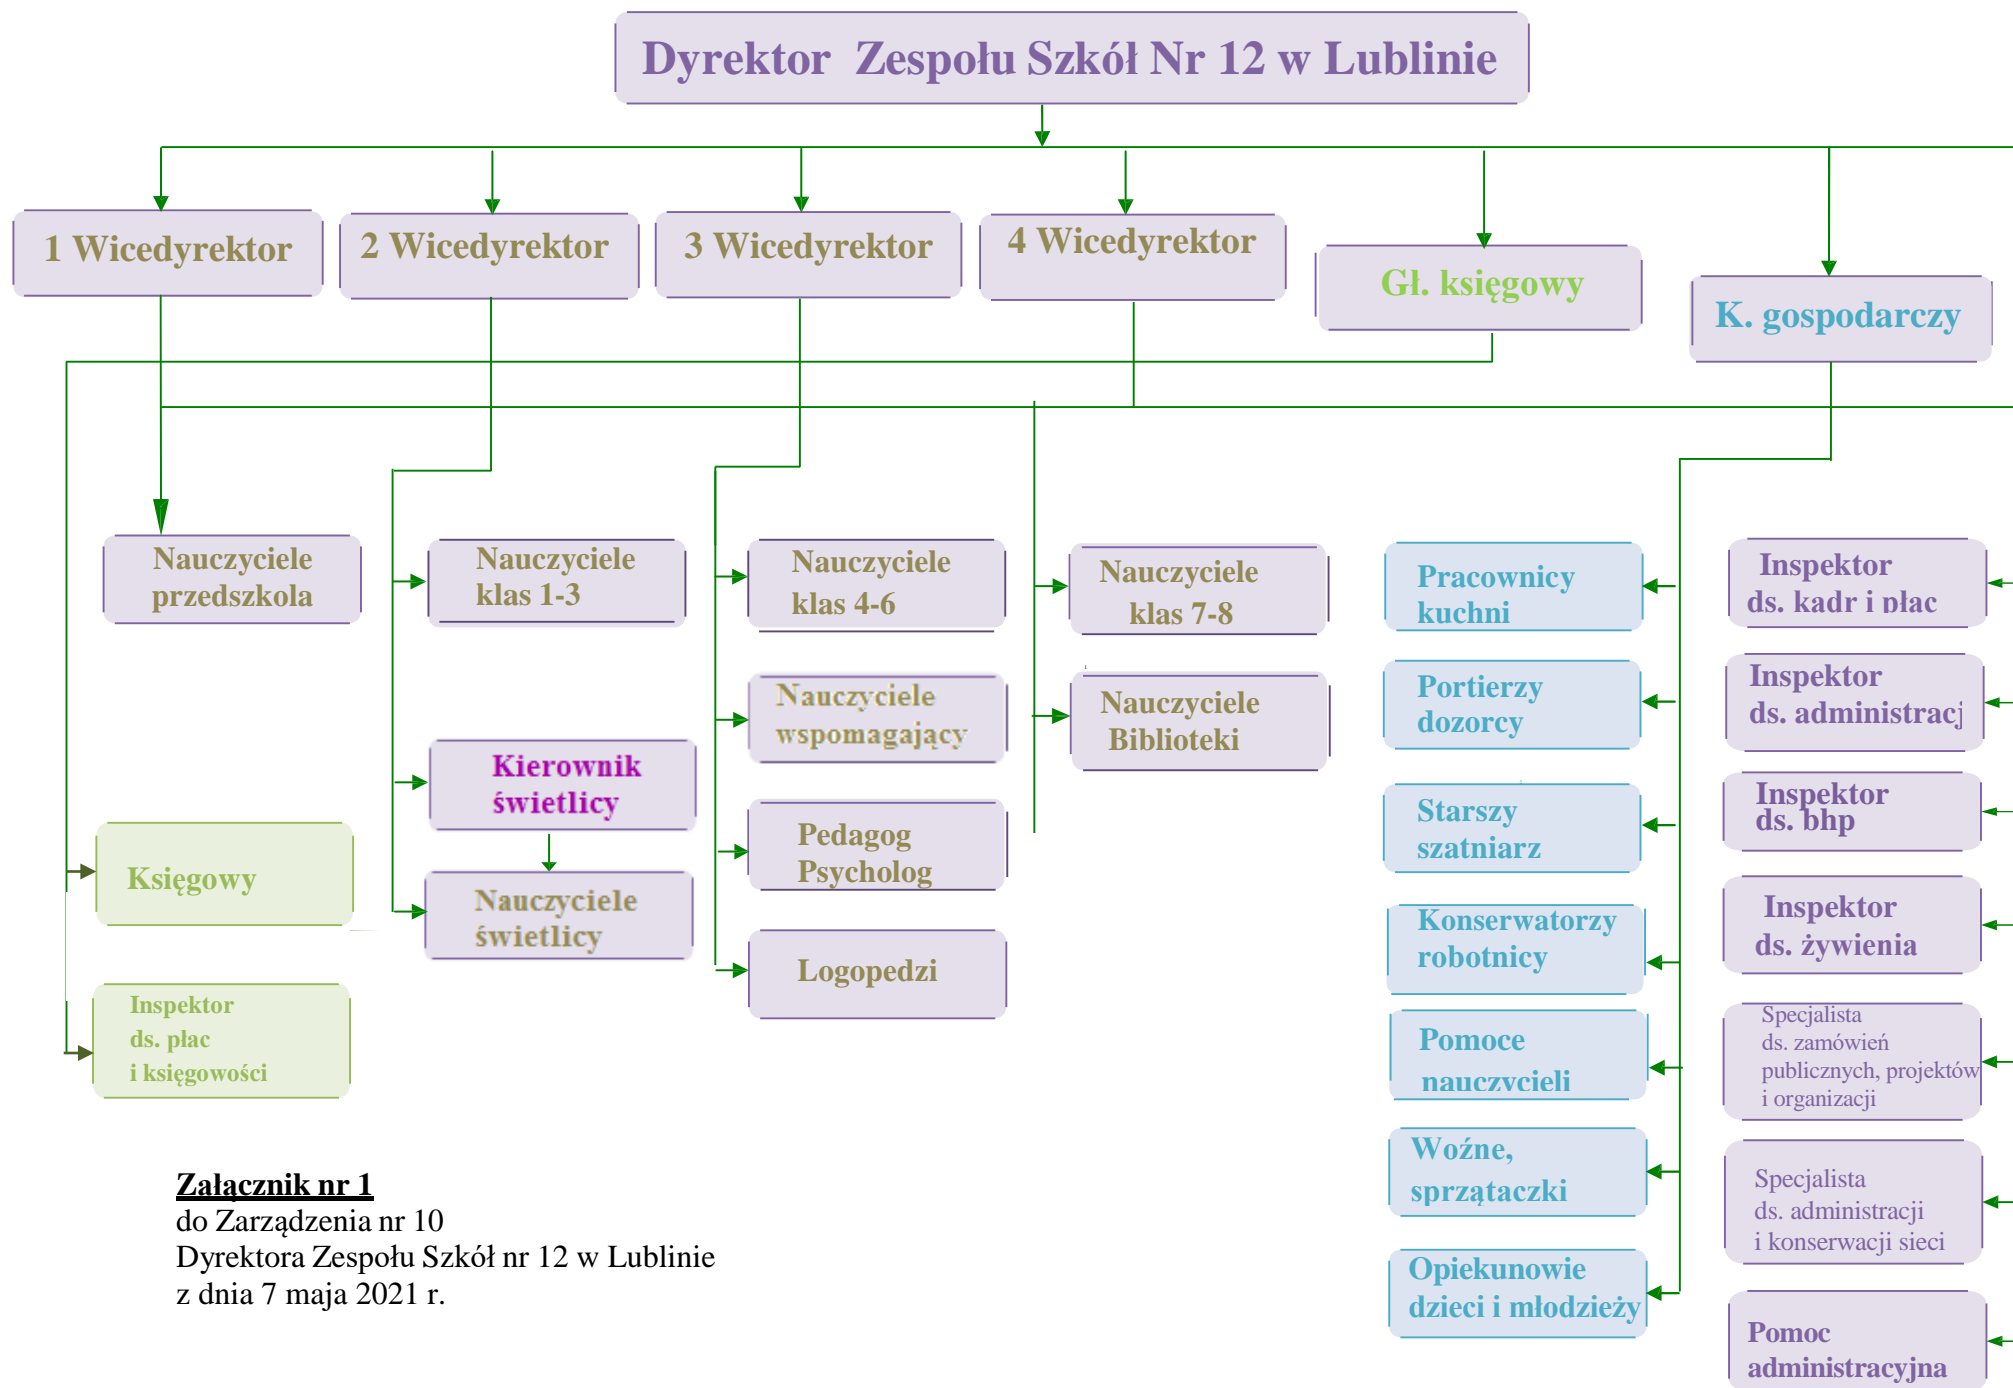 Dyrektor Zespołu Szkół Nr 12 w Lublinie
1 Wicedyrektor
2 Wicedyrektor
3 Wicedyrektor
4 Wicedyrektor
Gł. księgowy
K. gospodarczy
Nauczyciele
przedszkola
Nauczyciele
klas 1-3
Kierownik
świetlicy
Nauczyciele
świetlicy
Nauczyciele
klas 4-6
Nauczyciele
wspomagający
Pedagog
Psycholog
Logopedzi
Nauczyciele
klas 7-8
Nauczyciele
Biblioteki
Księgowy
Inspektor
ds. płac
i księgowości
Pracownicy
kuchni
Portierzy
dozorcy
Starszy
szatniarz
Konserwatorzy
robotnicy
Pomoce
nauczycieli
Woźne,
sprzątaczki
Opiekunowie
dzieci i młodzieży
Inspektor
ds. kadr i płac
Inspektor
ds. administracj
Inspektor
ds. bhp
Inspektor
ds. żywienia
Specjalista
ds. zamówień
publicznych, projektów
i organizacji
Specjalista
ds. administracji
i konserwacji sieci
Pomoc
administracyjna
Załącznik nr 1
do Zarządzenia nr 10
Dyrektora Zespołu Szkół nr 12 w Lublinie
z dnia 7 maja 2021 r.